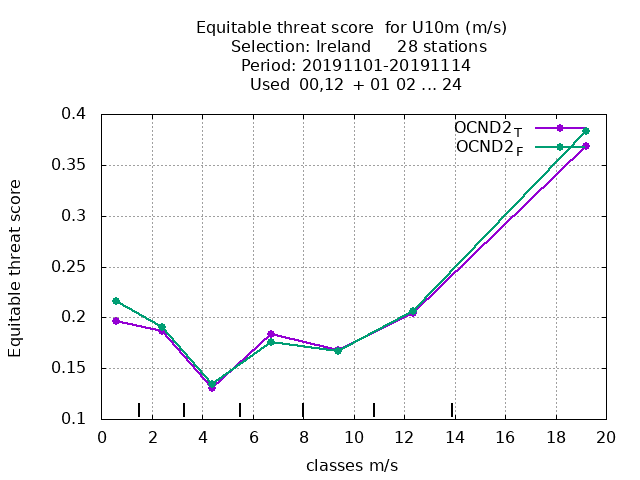 Equitable threat score  for U10m (m/s)
Selection: Ireland     28 stations
Period: 20191101-20191114
Used  00,12  + 01 02 ... 24
OCND2T
OCND2F
0.4
0.35
0.3
0.25
0.2
0.15
0.1
Equitable threat score
0 2 4 6 8 10 12 14 16 18 20
classes m/s